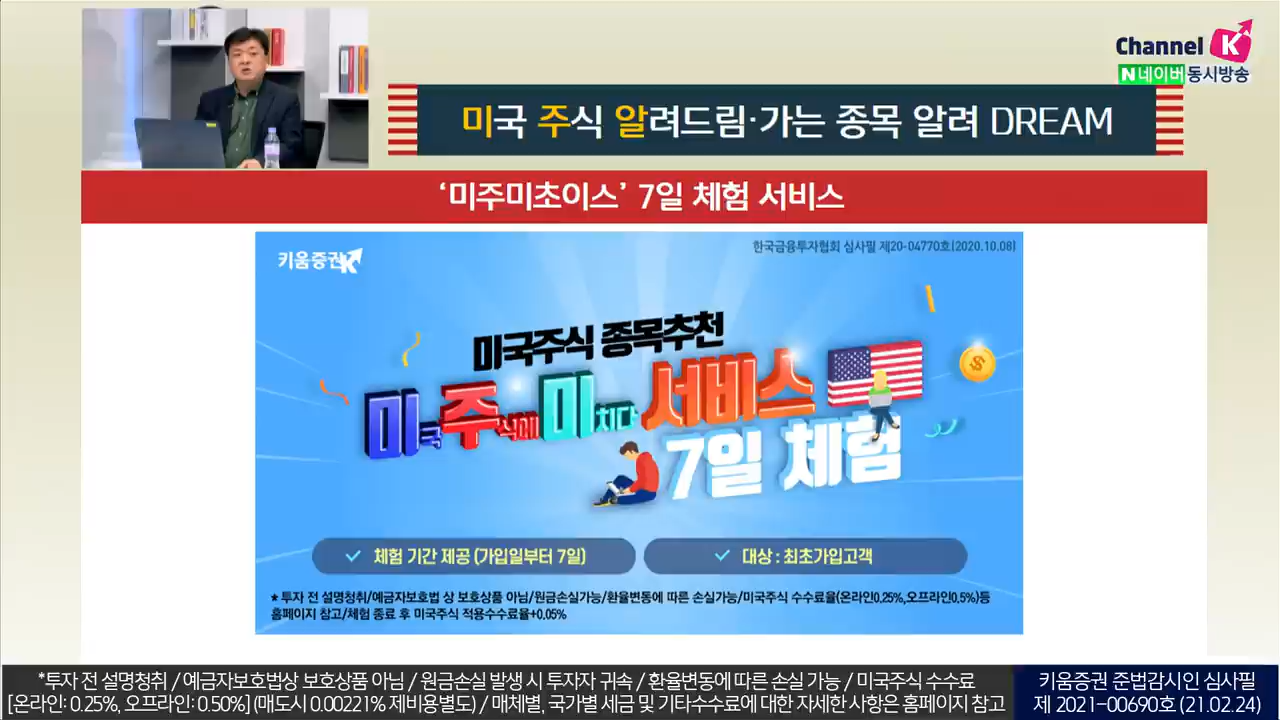 Channel K
N 네이버 동시방송
미국 주식 알려드림·가는 종목 알려 DREAM
‘미주미초이스’ 7일 체험 서비스
키움증권
한국금융투자협회 심사필 제20-04770호(2020.10.08)
미국주식 종목추천
미국주식에미치다 서비스
7일 체험
체험 기간 제공 (가입일부터 7일)
대상 : 최초가입고객
* 투자 전 설명청취/예금자보호법 상 보호상품 아님/원금손실가능/환율변동에 따른 손실가능/미국주식 수수료율(온라인0.25%,오프라인0.5%)등
홈페이지 참고/체험 종료 후 미국주식 적용수수료율+0.05%
*투자 전 설명청취 / 예금자보호법상 보호상품 아님 / 원금손실 발생 시 투자자 귀속 / 환율변동에 따른 손실 가능 / 미국주식 수수료
[온라인: 0.25%, 오프라인: 0.50%] (매도시 0.00221% 제비용별도) / 매체별, 국가별 세금 및 기타수수료에 대한 자세한 사항은 홈페이지 참고
키움증권 준법감시인 심사필
제 2021-00690호 (21.02.24)